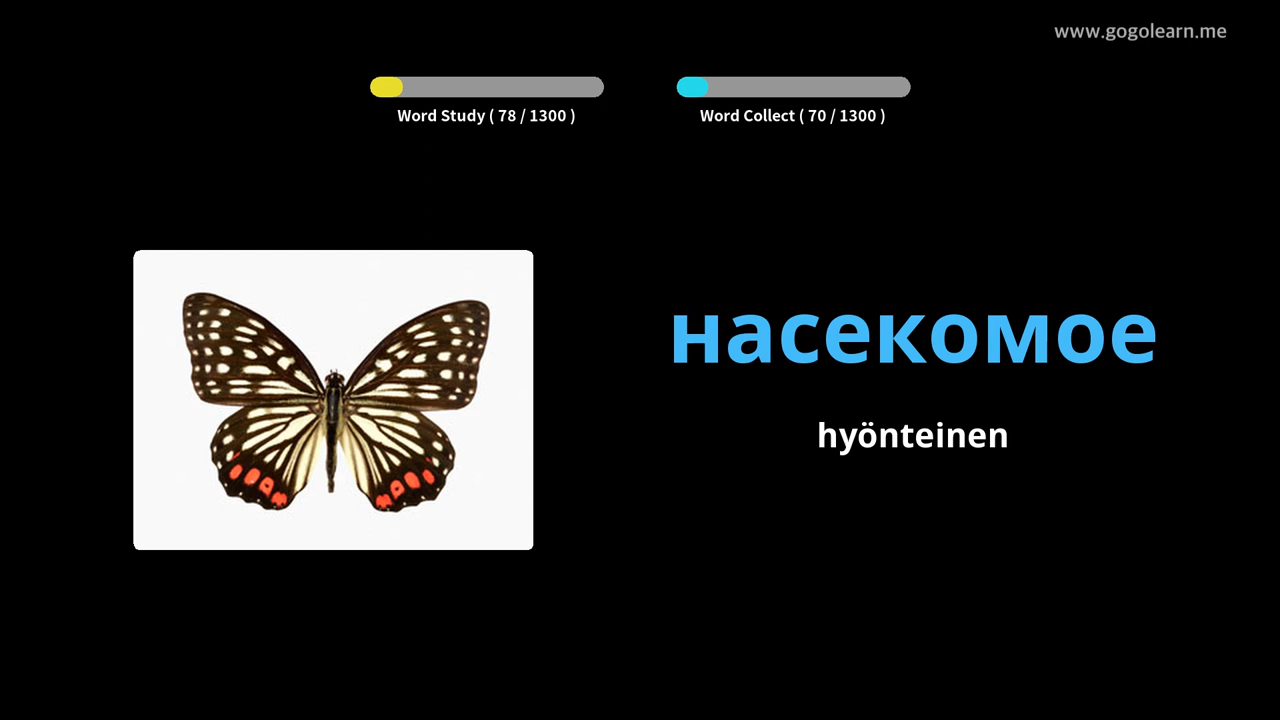 www.gogolearn.me
Word Study ( 78 / 1300 )
Word Collect ( 70 / 1300 )
насекомое
hyönteinen